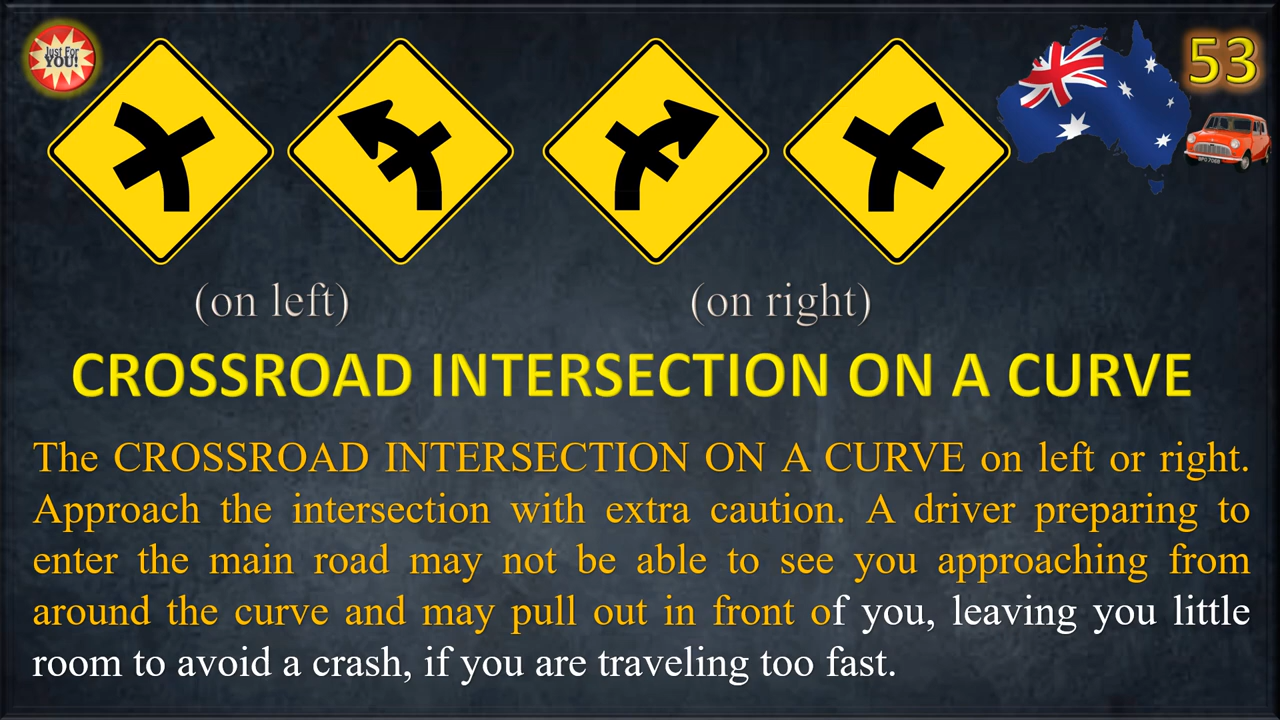 Just For
YOU!
53
(on left)
(on right)
CROSSROAD INTERSECTION ON A CURVE
The CROSSROAD INTERSECTION ON A CURVE on left or right.
Approach the intersection with extra caution. A driver preparing to
enter the main road may not be able to see you approaching from
around the curve and may pull out in front of you, leaving you little
room to avoid a crash, if you are traveling too fast.